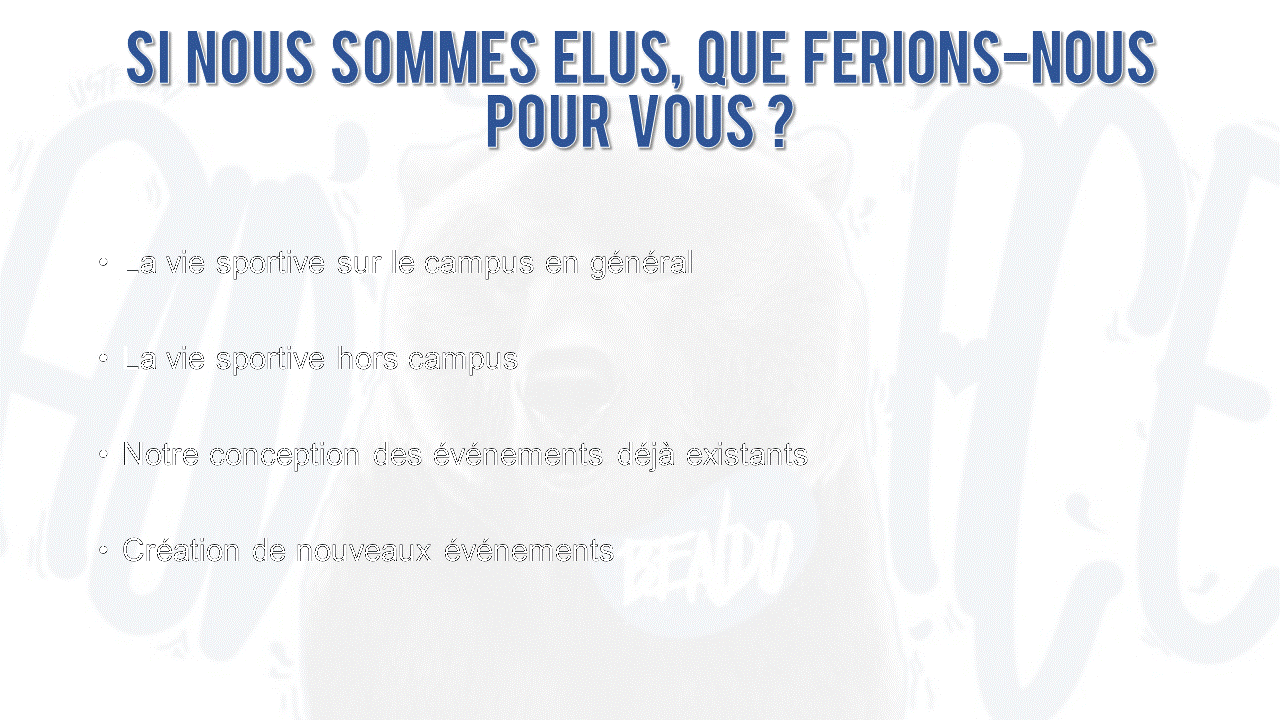 SI NOUS SOMMES ELUS, QUE FERIONS-NOUS
POUR VOUS ?
• La vie sportive sur le campus en général
• La vie sportive hors campus
• Notre conception des événements déjà existants
• Création de nouveaux événements
BENDO